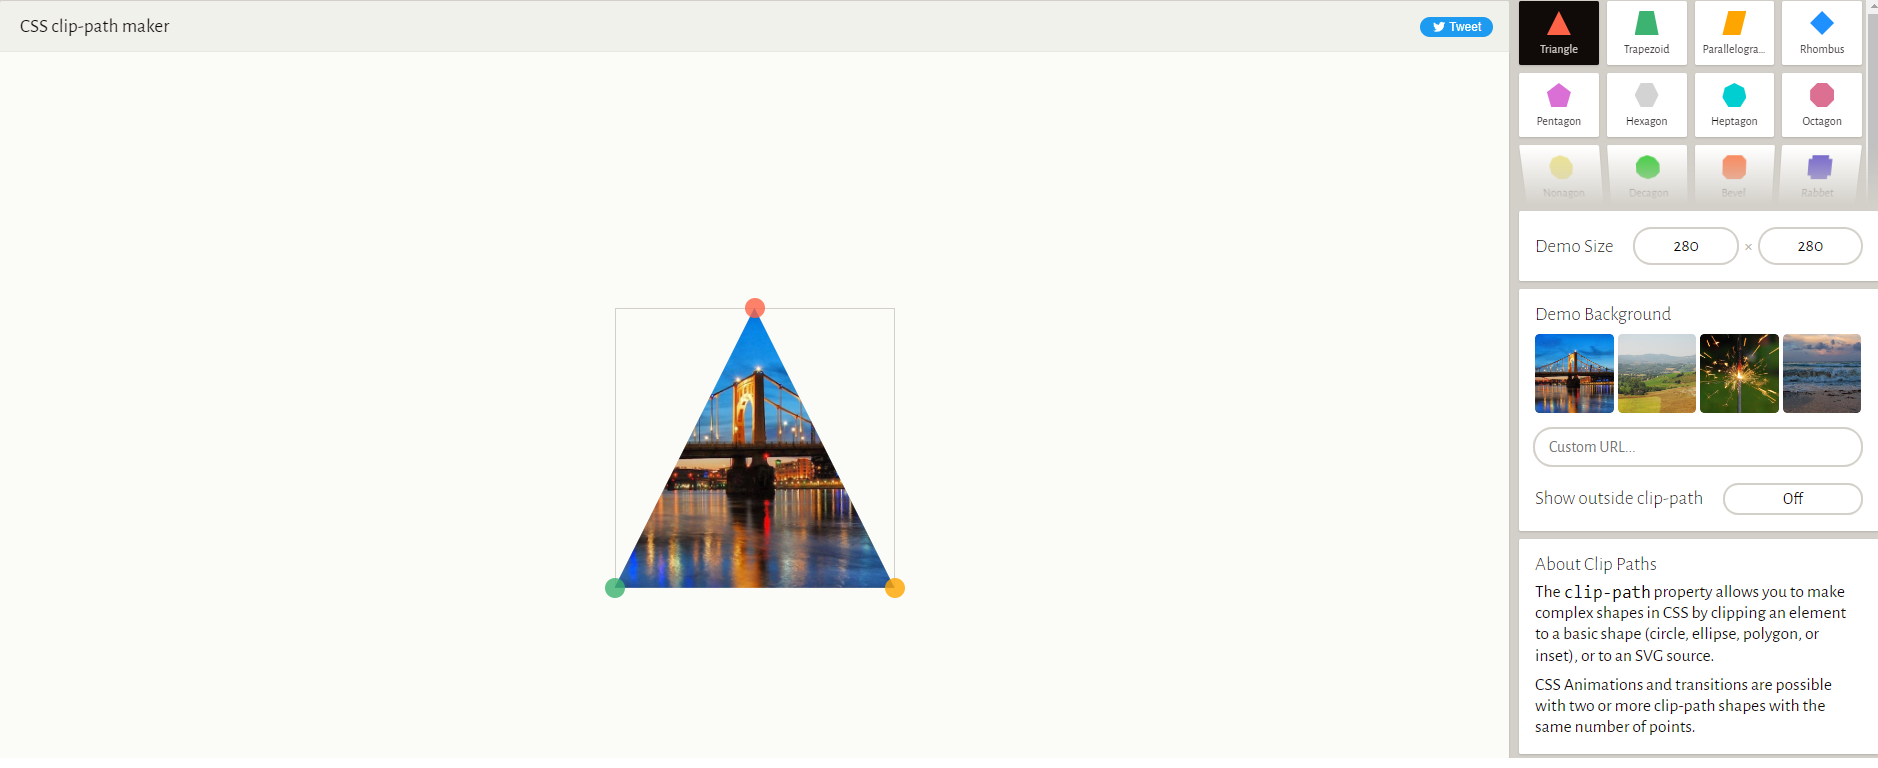 CSS clip-path maker
Tweet
Triangle
Trapezoid
Parallelogra...
Rhombus
Pentagon
Hexagon
Heptagon
Octagon
Nonagon
Decagon
Bevel
Rabbet
Demo Size
280
×
280
Demo Background
Custom URL...
Show outside clip-path
Off
About Clip Paths
The clip-path property allows you to make
complex shapes in CSS by clipping an element
to a basic shape (circle, ellipse, polygon, or
inset), or to an SVG source.
CSS Animations and transitions are possible
with two or more clip-path shapes with the
same number of points.